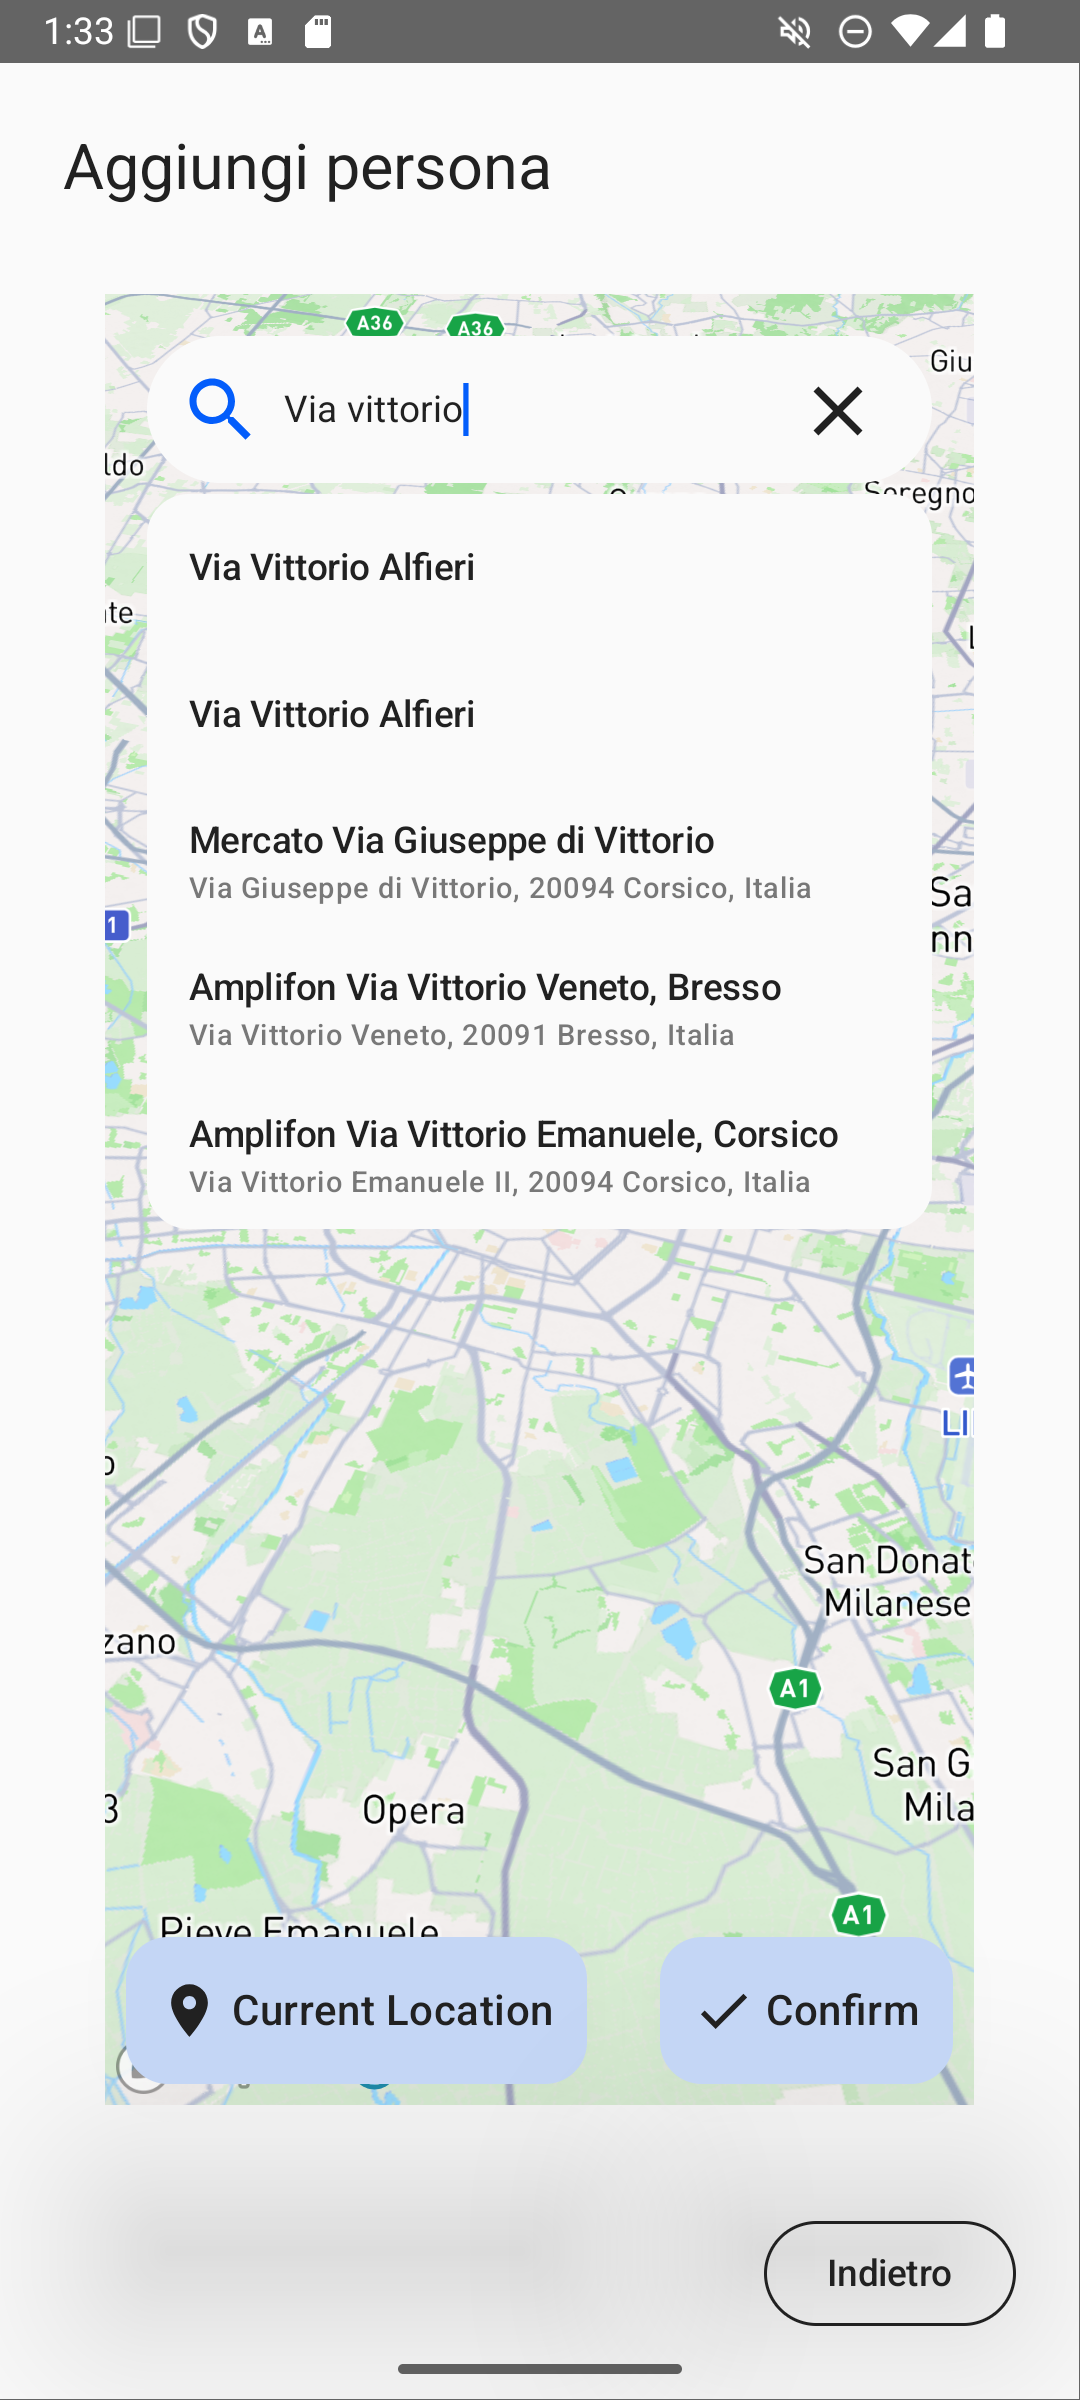 1:33
Aggiungi persona
A36
A36
Giu
Via vittorio
ldo
Seregno
Via Vittorio Alfieri
te
Via Vittorio Alfieri
Mercato Via Giuseppe di Vittorio
Via Giuseppe di Vittorio, 20094 Corsico, Italia
Sa
1
nn
Amplifon Via Vittorio Veneto, Bresso
Via Vittorio Veneto, 20091 Bresso, Italia
Amplifon Via Vittorio Emanuele, Corsico
Via Vittorio Emanuele II, 20094 Corsico, Italia
LI
San Donat
Milanese
zano
A1
San G
Mila
3
Opera
A1
Pieve Emanuele
Current Location
Confirm
Indietro